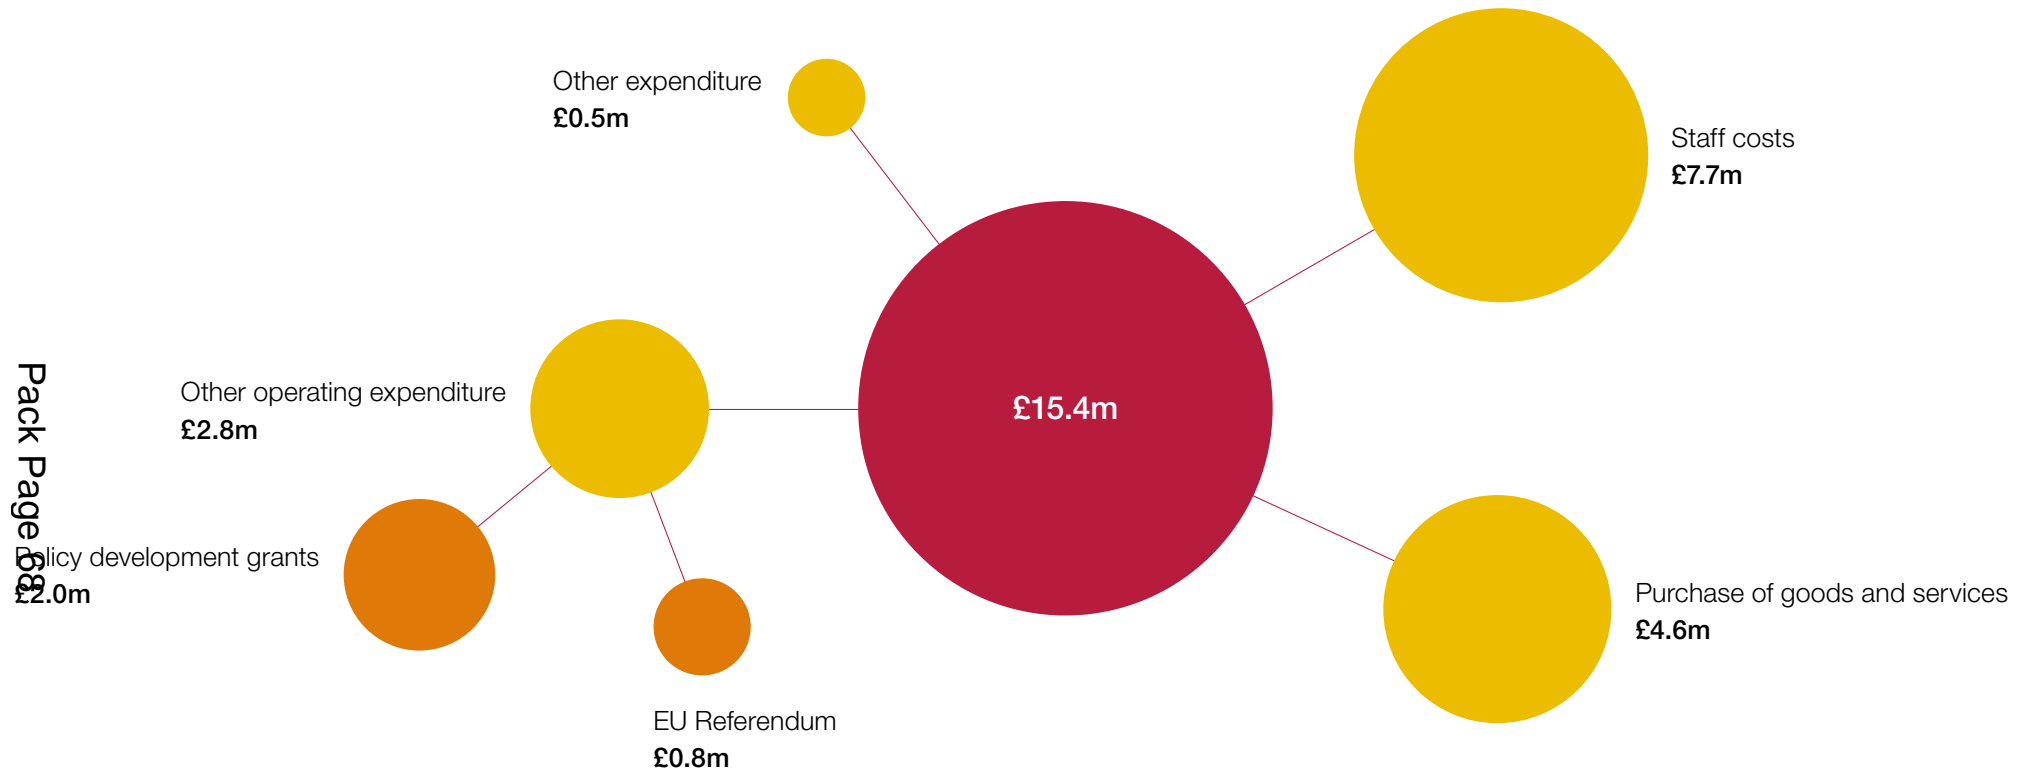 Other expenditure
£0.5m
Staff costs
£7.7m
Other operating expenditure
£2.8m
£15.4m
Policy development grants
£2.0m
Purchase of goods and services
£4.6m
EU Referendum
£0.8m
Pack Page 68